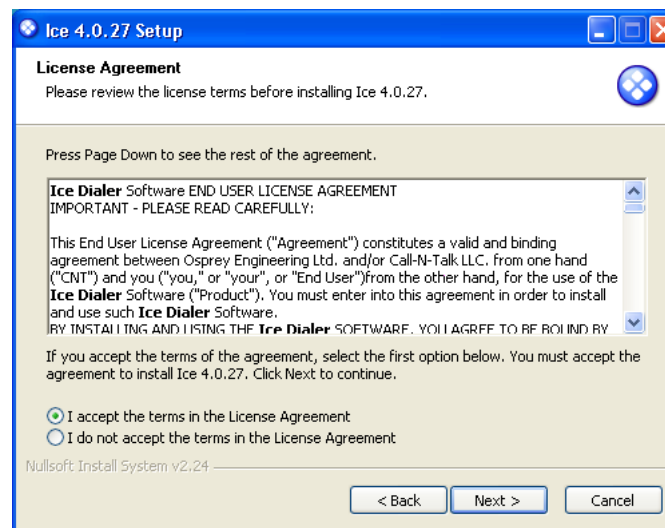 Ice 4.0.27 Setup
License Agreement
Please review the license terms before installing Ice 4.0.27.
Press Page Down to see the rest of the agreement.
Ice Dialer Software END USER LICENSE AGREEMENT
IMPORTANT - PLEASE READ CAREFULLY:
This End User License Agreement ("Agreement") constitutes a valid and binding
agreement between Osprey Engineering Ltd. and/or Call-N-Talk LLC. from one hand
("CNT") and you ("you," or "your", or "End User")from the other hand, for the use of the
Ice Dialer Software ("Product"). You must enter into this agreement in order to install
and use such Ice Dialer Software.
BY INSTALLING AND USING THE Ice Dialer SOFTWARE, YOU AGREE TO BE BOUND BY
If you accept the terms of the agreement, select the first option below. You must accept the
agreement to install Ice 4.0.27. Click Next to continue.
I accept the terms in the License Agreement
I do not accept the terms in the License Agreement
Nullsoft Install System v2.24
< Back Next > Cancel